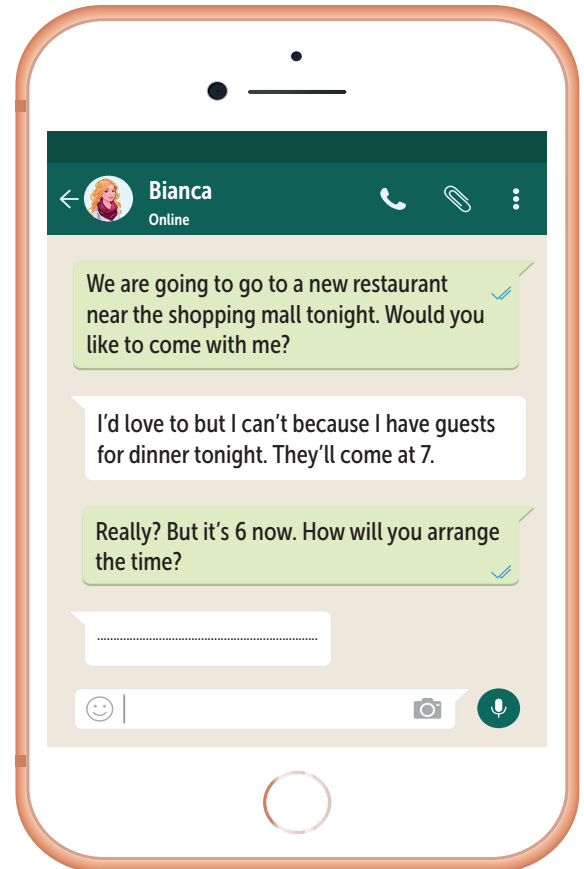 Bianca
Online
We are going to go to a new restaurant
near the shopping mall tonight. Would you
like to come with me?
I'd love to but I can't because I have guests
for dinner tonight. They'll come at 7.
Really? But it's 6 now. How will you arrange
the time?
......................................................................